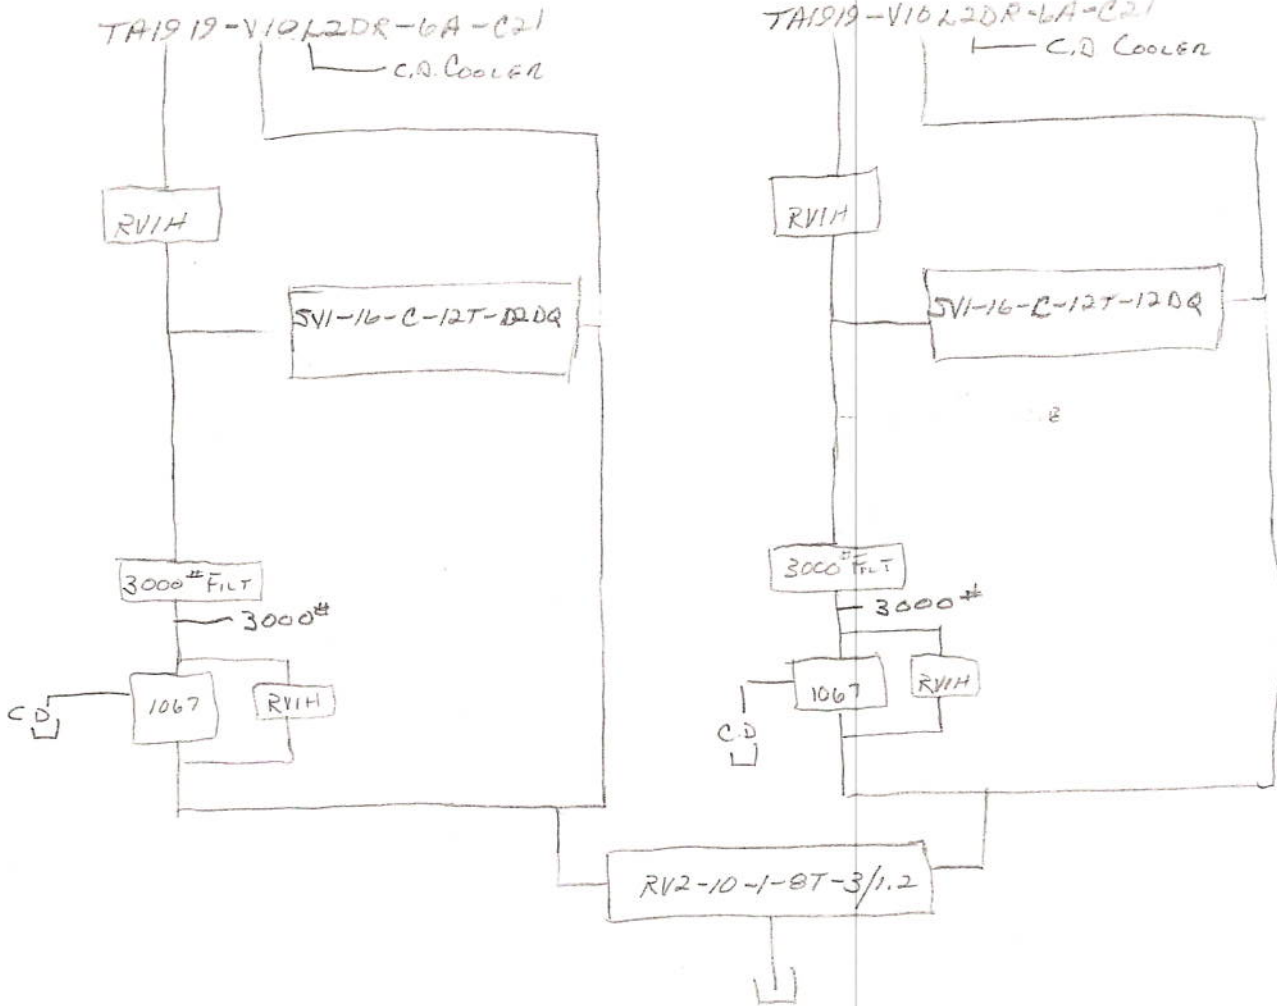 TA1919-V10L2DR-6A-C21
C.D. COOLER
RV1H
SV1-16-C-12T-12DQ
3000# FILT
3000#
1067
RV1H
C D
TA1919-V10L2DR-6A-C21
C.D COOLER
RV1H
SV1-16-C-12T-12DQ
3000# FILT
3000#
1067
RV1H
C.D
RV2-10-1-8T-3/1.2